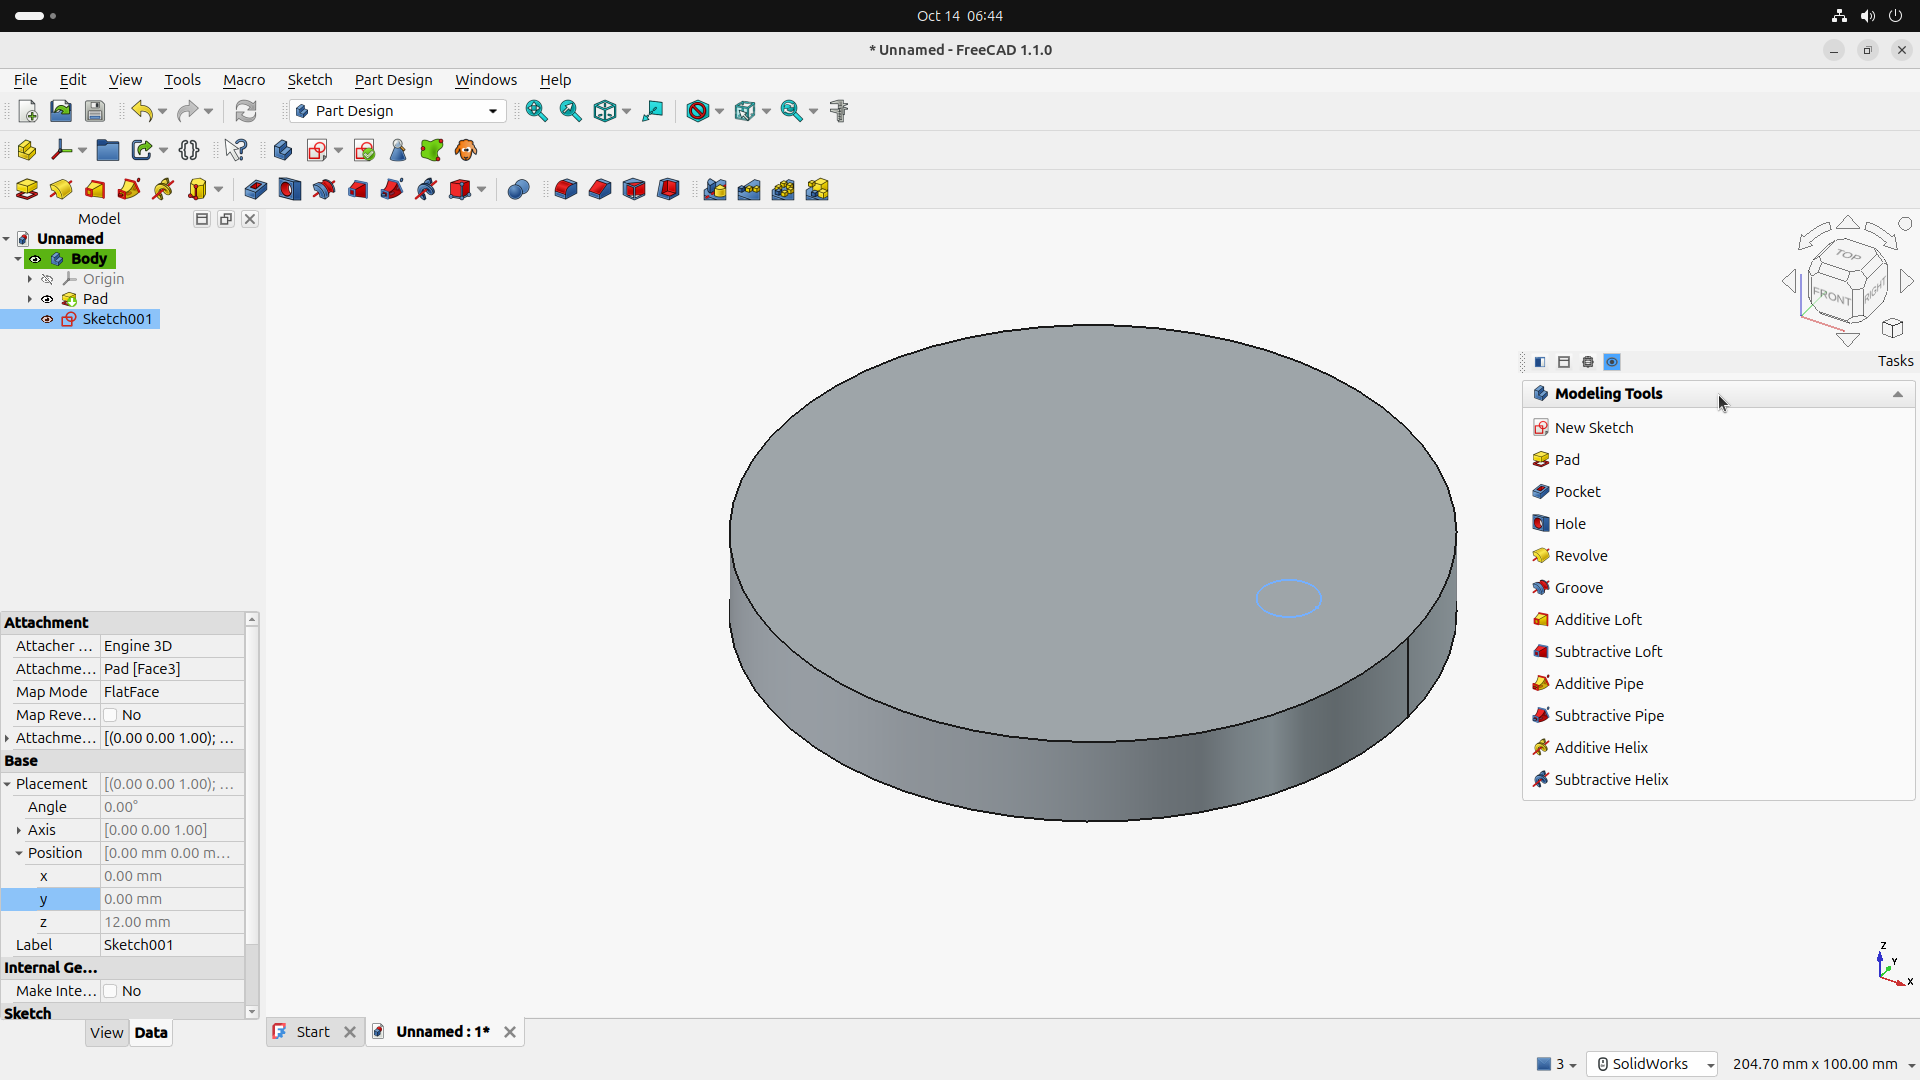 Oct 14 06:44
* Unnamed - FreeCAD 1.1.0
File Edit View Tools Macro Sketch Part Design Windows Help
Part Design
Model
Unnamed
Body
Origin
Pad
Sketch001
TOP
FRONT
RIGHT
Tasks
Modeling Tools
New Sketch
Pad
Pocket
Hole
Revolve
Groove
Additive Loft
Subtractive Loft
Additive Pipe
Subtractive Pipe
Additive Helix
Subtractive Helix
Attachment
Attacher ... Engine 3D
Attachme... Pad [Face3]
Map Mode FlatFace
Map Reve... No
Attachme... [(0.00 0.00 1.00); ...
Base
Placement [(0.00 0.00 1.00); ...
Angle 0.00°
Axis [0.00 0.00 1.00]
Position [0.00 mm 0.00 m...
x 0.00 mm
y 0.00 mm
z 12.00 mm
Label Sketch001
Internal Ge...
Make Inte... No
Sketch
View Data
Start
Unnamed : 1*
Z
Y
X
3
SolidWorks
204.70 mm x 100.00 mm